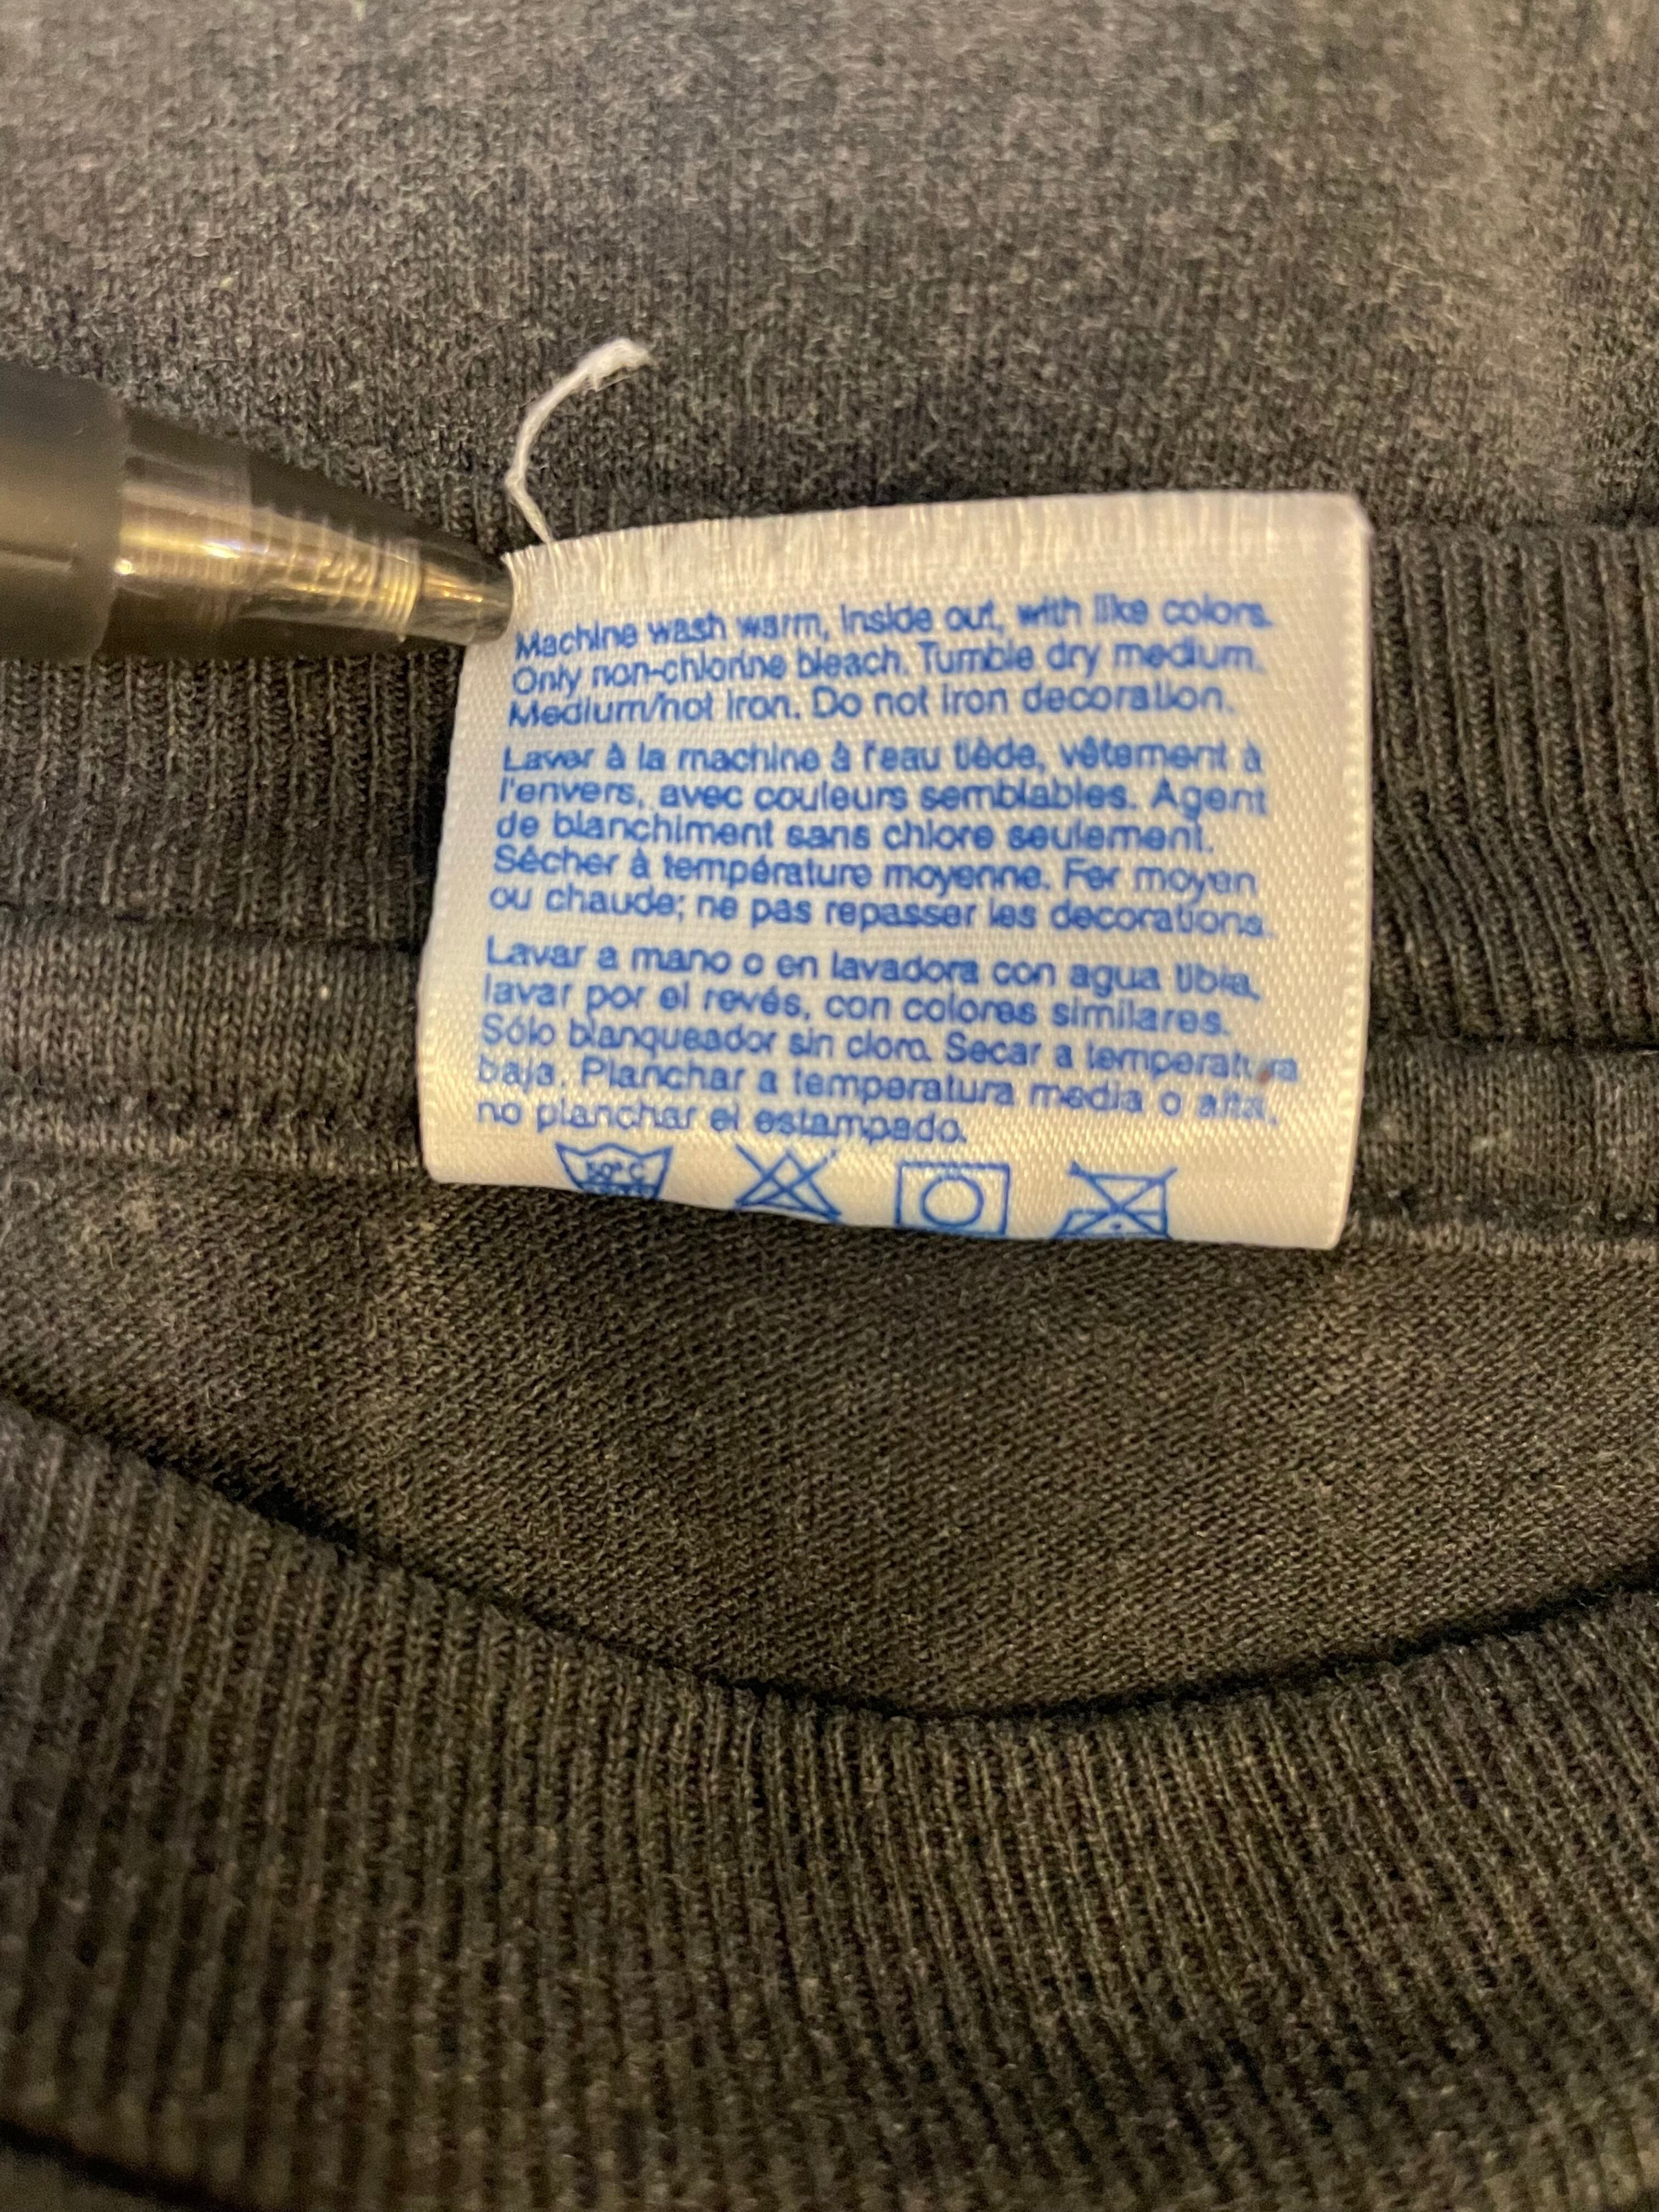 Machine wash warm, inside out, with like colors.
Only non-chlorine bleach. Tumble dry medium.
Medium/hot iron. Do not iron decoration.
Laver à la machine à l'eau tiède, vêtement à
l'envers, avec couleurs semblables. Agent
de blanchiment sans chlore seulement.
Sècher à température moyenne. Fer moyen
ou chaude; ne pas repasser les decorations.
Lavar a mano o en lavadora con agua tibia,
lavar por el revés, con colores similares.
Sólo blanqueador sin cloro. Secar a temperatura
baja. Planchar a temperatura media o alta,
no planchar el estampado.
50° C